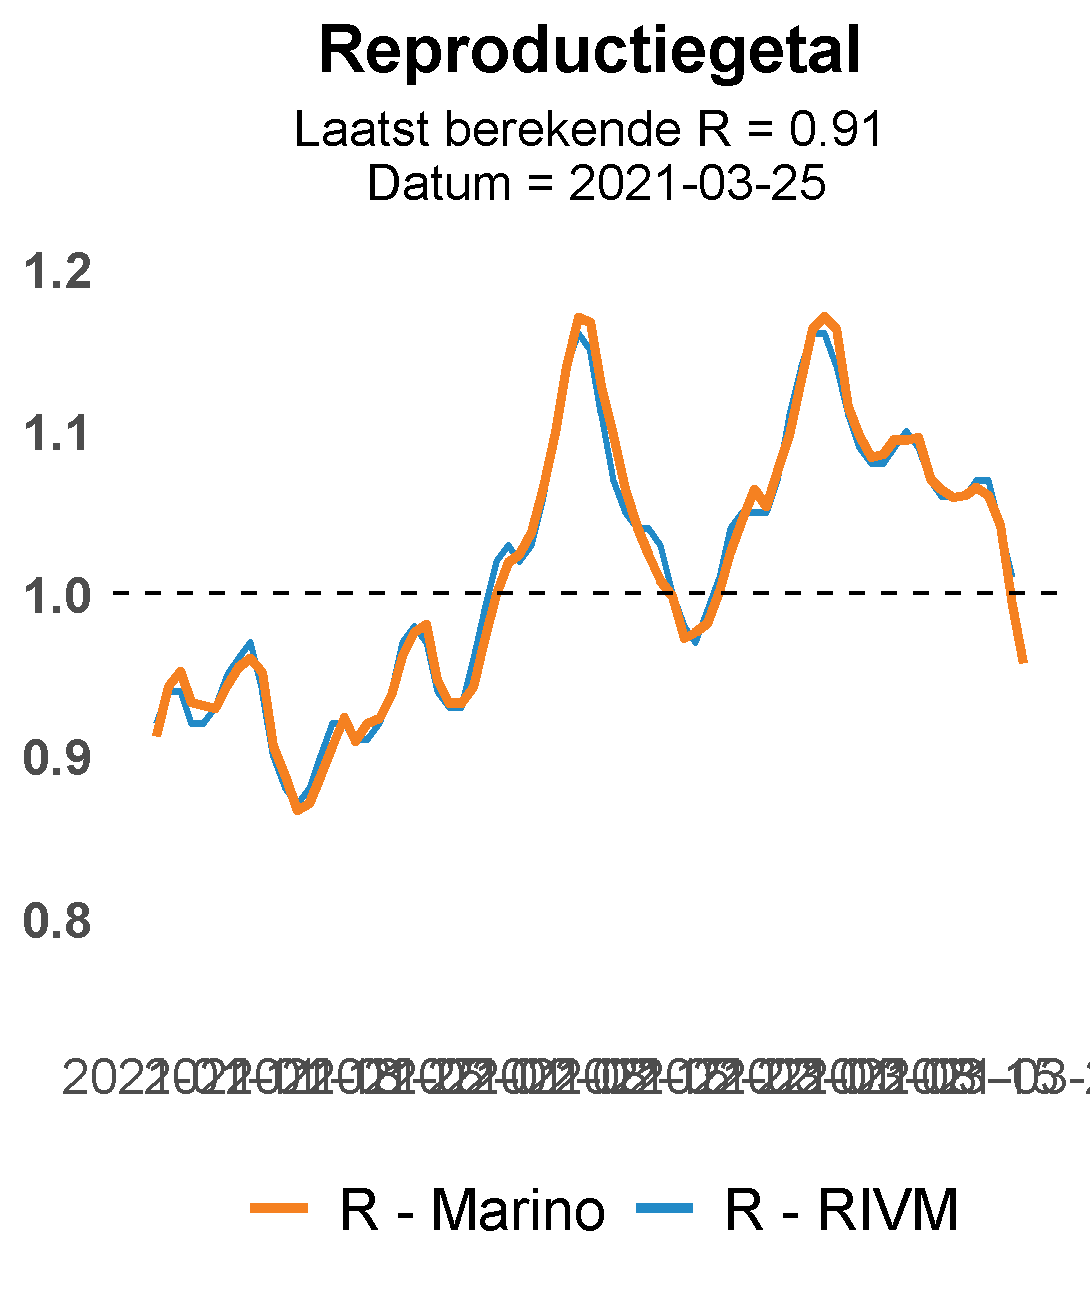 Reproductiegetal
Laatst berekende R = 0.91
Datum = 2021-03-25
1.2
1.1
1.0
0.9
0.8
R - Marino
R - RIVM